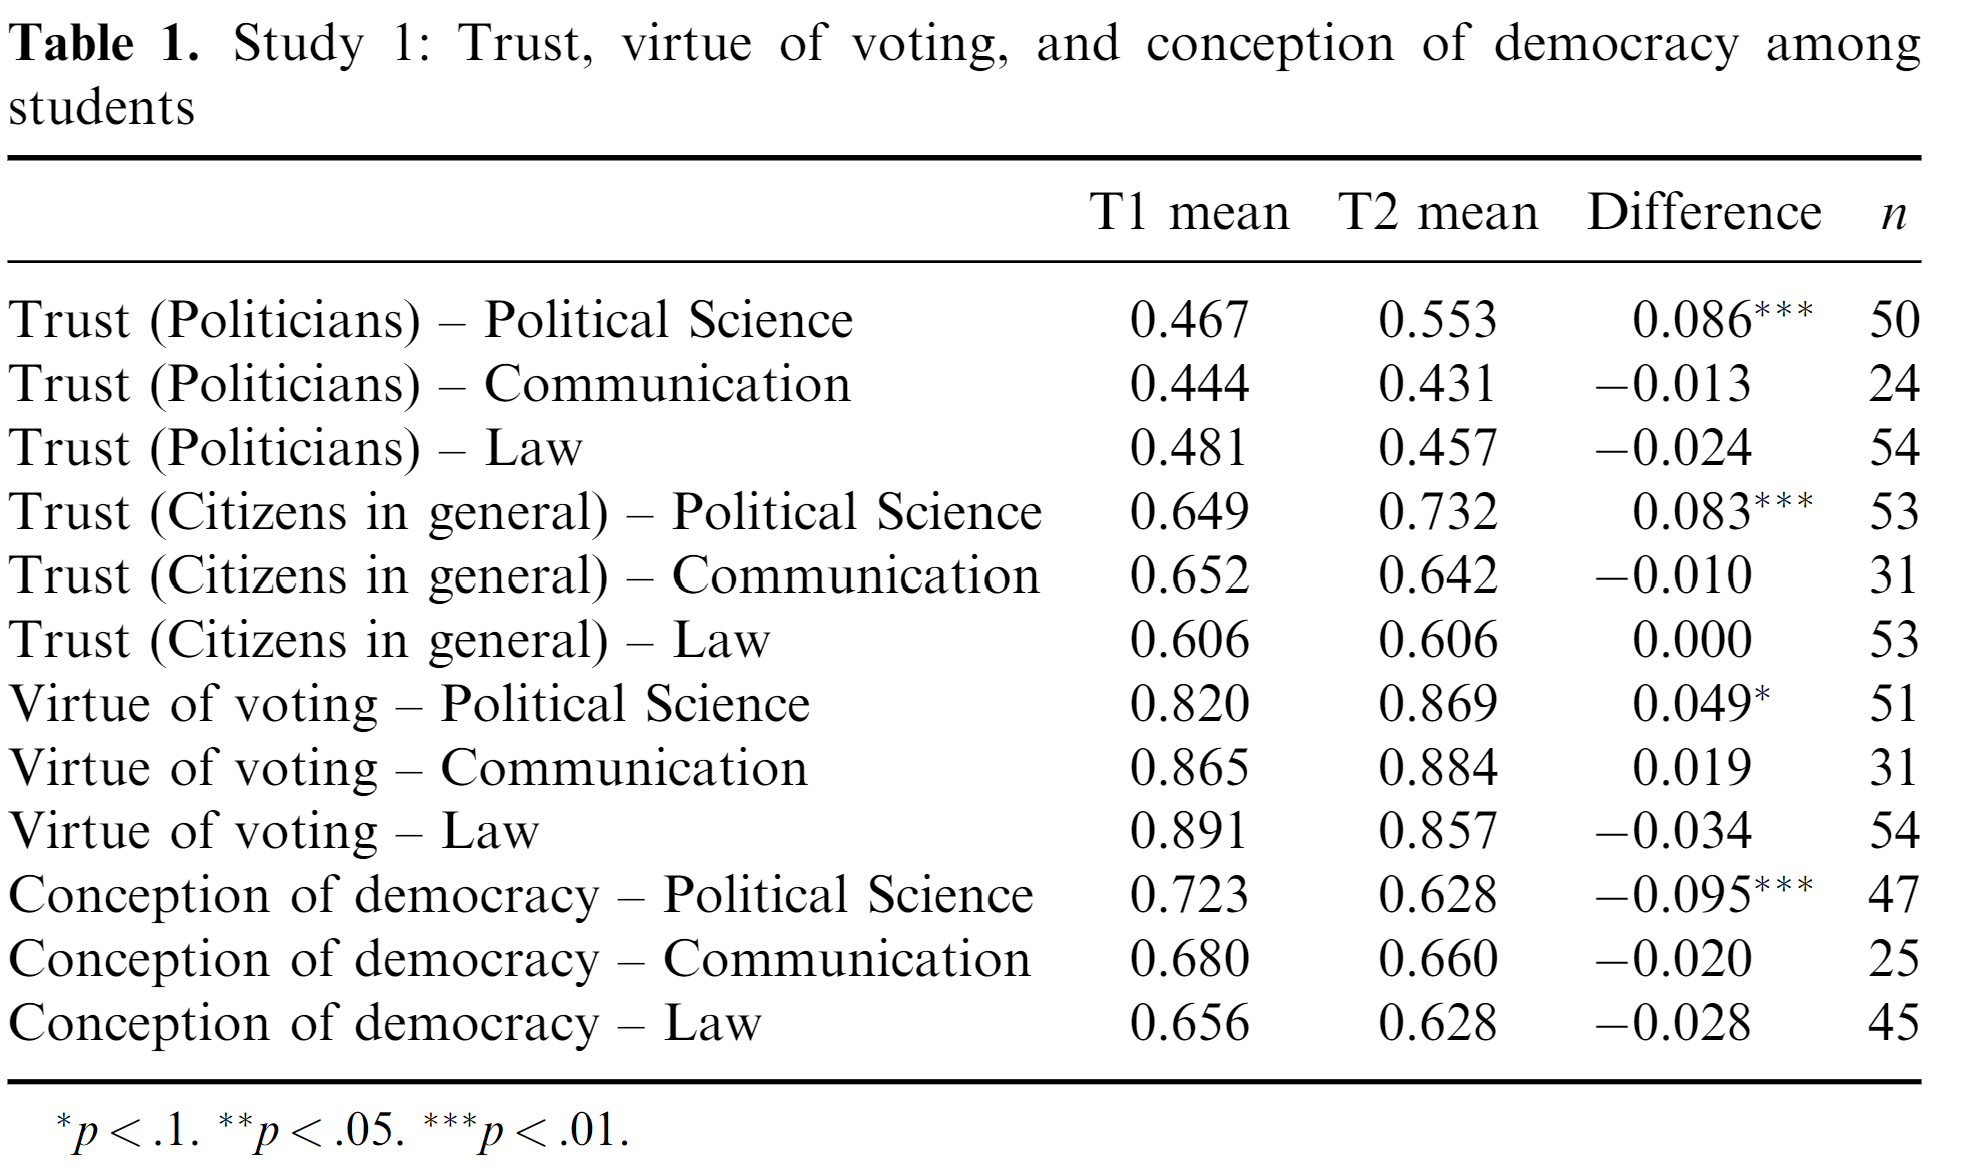 Table 1. Study 1: Trust, virtue of voting, and conception of democracy among
students
T1 mean T2 mean Difference n
Trust (Politicians) – Political Science 0.467 0.553 0.086*** 50
Trust (Politicians) – Communication 0.444 0.431 −0.013 24
Trust (Politicians) – Law 0.481 0.457 −0.024 54
Trust (Citizens in general) – Political Science 0.649 0.732 0.083*** 53
Trust (Citizens in general) – Communication 0.652 0.642 −0.010 31
Trust (Citizens in general) – Law 0.606 0.606 0.000 53
Virtue of voting – Political Science 0.820 0.869 0.049* 51
Virtue of voting – Communication 0.865 0.884 0.019 31
Virtue of voting – Law 0.891 0.857 −0.034 54
Conception of democracy – Political Science 0.723 0.628 −0.095*** 47
Conception of democracy – Communication 0.680 0.660 −0.020 25
Conception of democracy – Law 0.656 0.628 −0.028 45
*p < .1. **p < .05. ***p < .01.